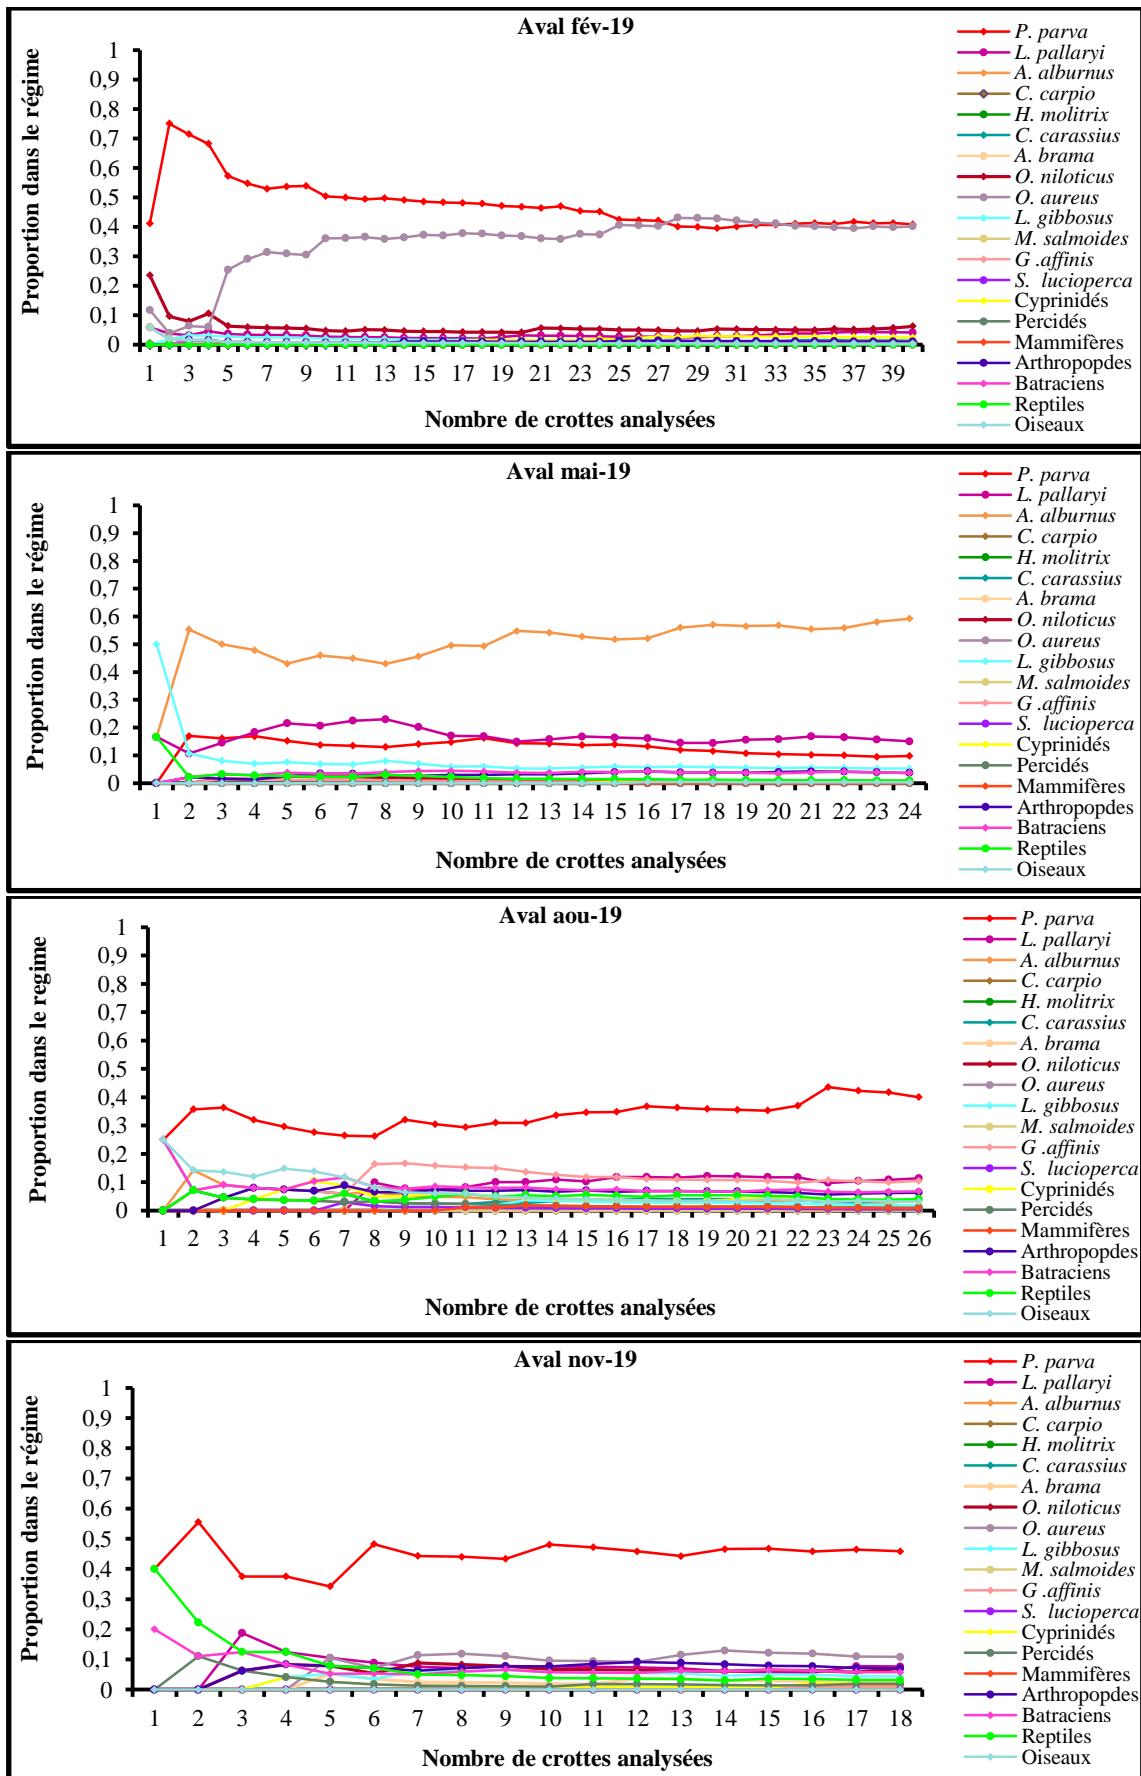 Aval fév-19
Proportion dans le régime
1
0,9
0,8
0,7
0,6
0,5
0,4
0,3
0,2
0,1
0
1 3 5 7 9 11 13 15 17 19 21 23 25 27 29 31 33 35 37 39
Nombre de crottes analysées
P. parva
L. pallaryi
A. alburnus
C. carpio
H. molitrix
C. carassius
A. brama
O. niloticus
O. aureus
L. gibbosus
M. salmoides
G .affinis
S. lucioperca
Cyprinidés
Percidés
Mammifères
Arthropopdes
Batraciens
Reptiles
Oiseaux
Aval mai-19
Proportion dans le régime
1
0,9
0,8
0,7
0,6
0,5
0,4
0,3
0,2
0,1
0
1 2 3 4 5 6 7 8 9 10 11 12 13 14 15 16 17 18 19 20 21 22 23 24
Nombre de crottes analysées
P. parva
L. pallaryi
A. alburnus
C. carpio
H. molitrix
C. carassius
A. brama
O. niloticus
O. aureus
L. gibbosus
M. salmoides
G .affinis
S. lucioperca
Cyprinidés
Percidés
Mammifères
Arthropopdes
Batraciens
Reptiles
Oiseaux
Aval aou-19
Proportion dans le regime
1
0,9
0,8
0,7
0,6
0,5
0,4
0,3
0,2
0,1
0
1 2 3 4 5 6 7 8 9 10 11 12 13 14 15 16 17 18 19 20 21 22 23 24 25 26
Nombre de crottes analysées
P. parva
L. pallaryi
A. alburnus
C. carpio
H. molitrix
C. carassius
A. brama
O. niloticus
O. aureus
L. gibbosus
M. salmoides
G .affinis
S. lucioperca
Cyprinidés
Percidés
Mammifères
Arthropopdes
Batraciens
Reptiles
Oiseaux
Aval nov-19
Proportion dans le régime
1
0,9
0,8
0,7
0,6
0,5
0,4
0,3
0,2
0,1
0
1 2 3 4 5 6 7 8 9 10 11 12 13 14 15 16 17 18
Nombre de crottes analysées
P. parva
L. pallaryi
A. alburnus
C. carpio
H. molitrix
C. carassius
A. brama
O. niloticus
O. aureus
L. gibbosus
M. salmoides
G .affinis
S. lucioperca
Cyprinidés
Percidés
Mammifères
Arthropopdes
Batraciens
Reptiles
Oiseaux